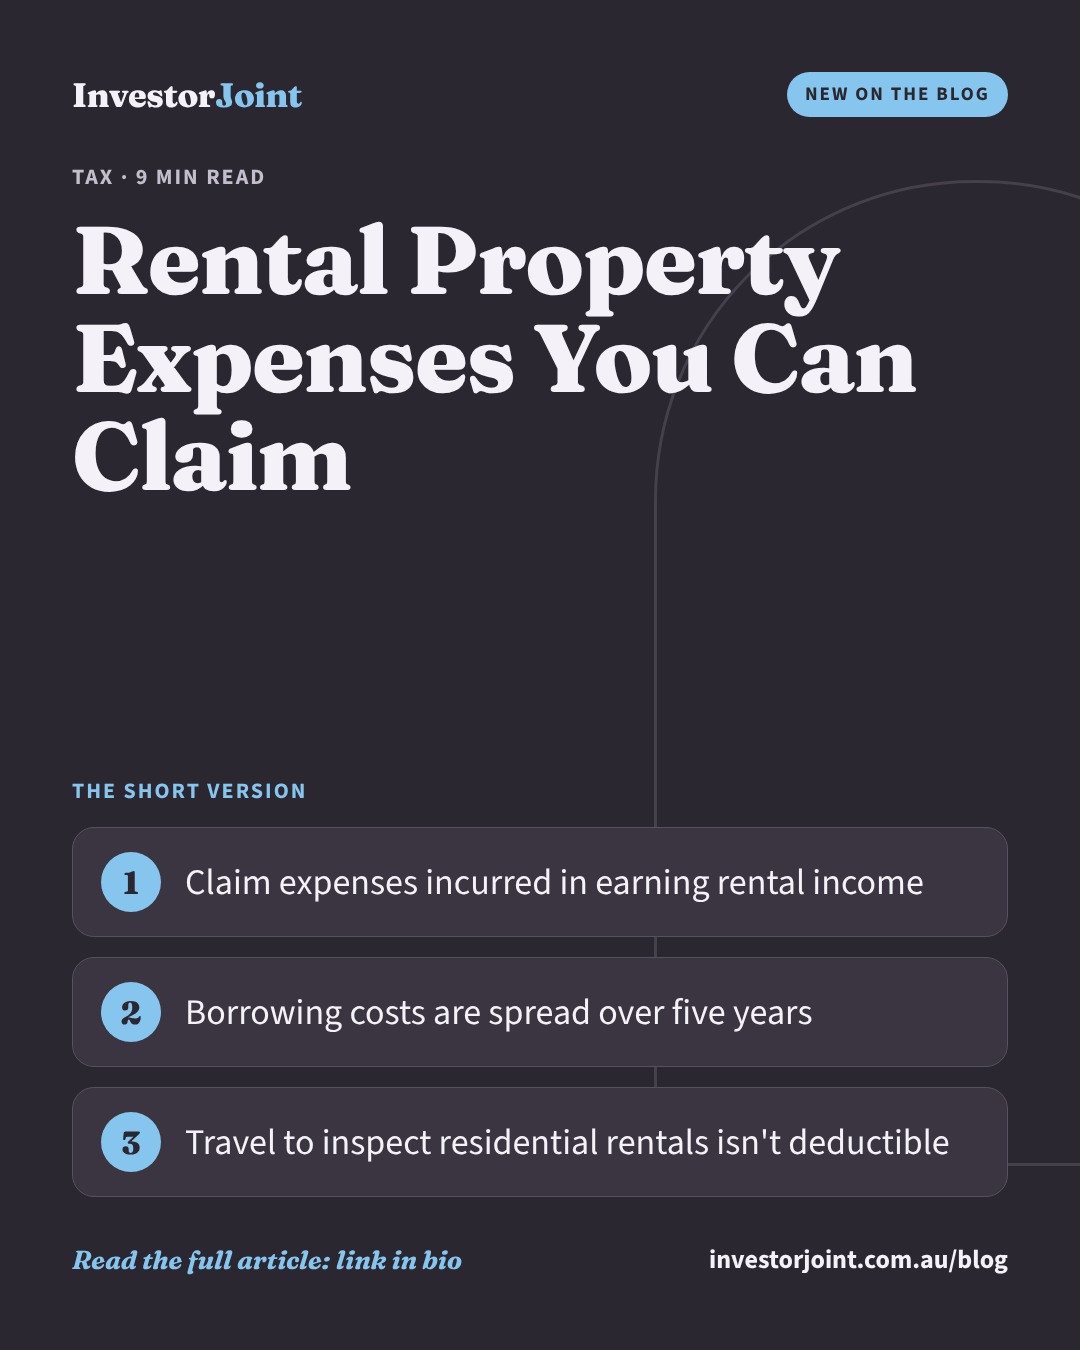 InvestorJoint
NEW ON THE BLOG
TAX · 9 MIN READ
Rental Property
Expenses You Can
Claim
THE SHORT VERSION
1 Claim expenses incurred in earning rental income
2 Borrowing costs are spread over five years
3 Travel to inspect residential rentals isn't deductible
Read the full article: link in bio
investorjoint.com.au/blog